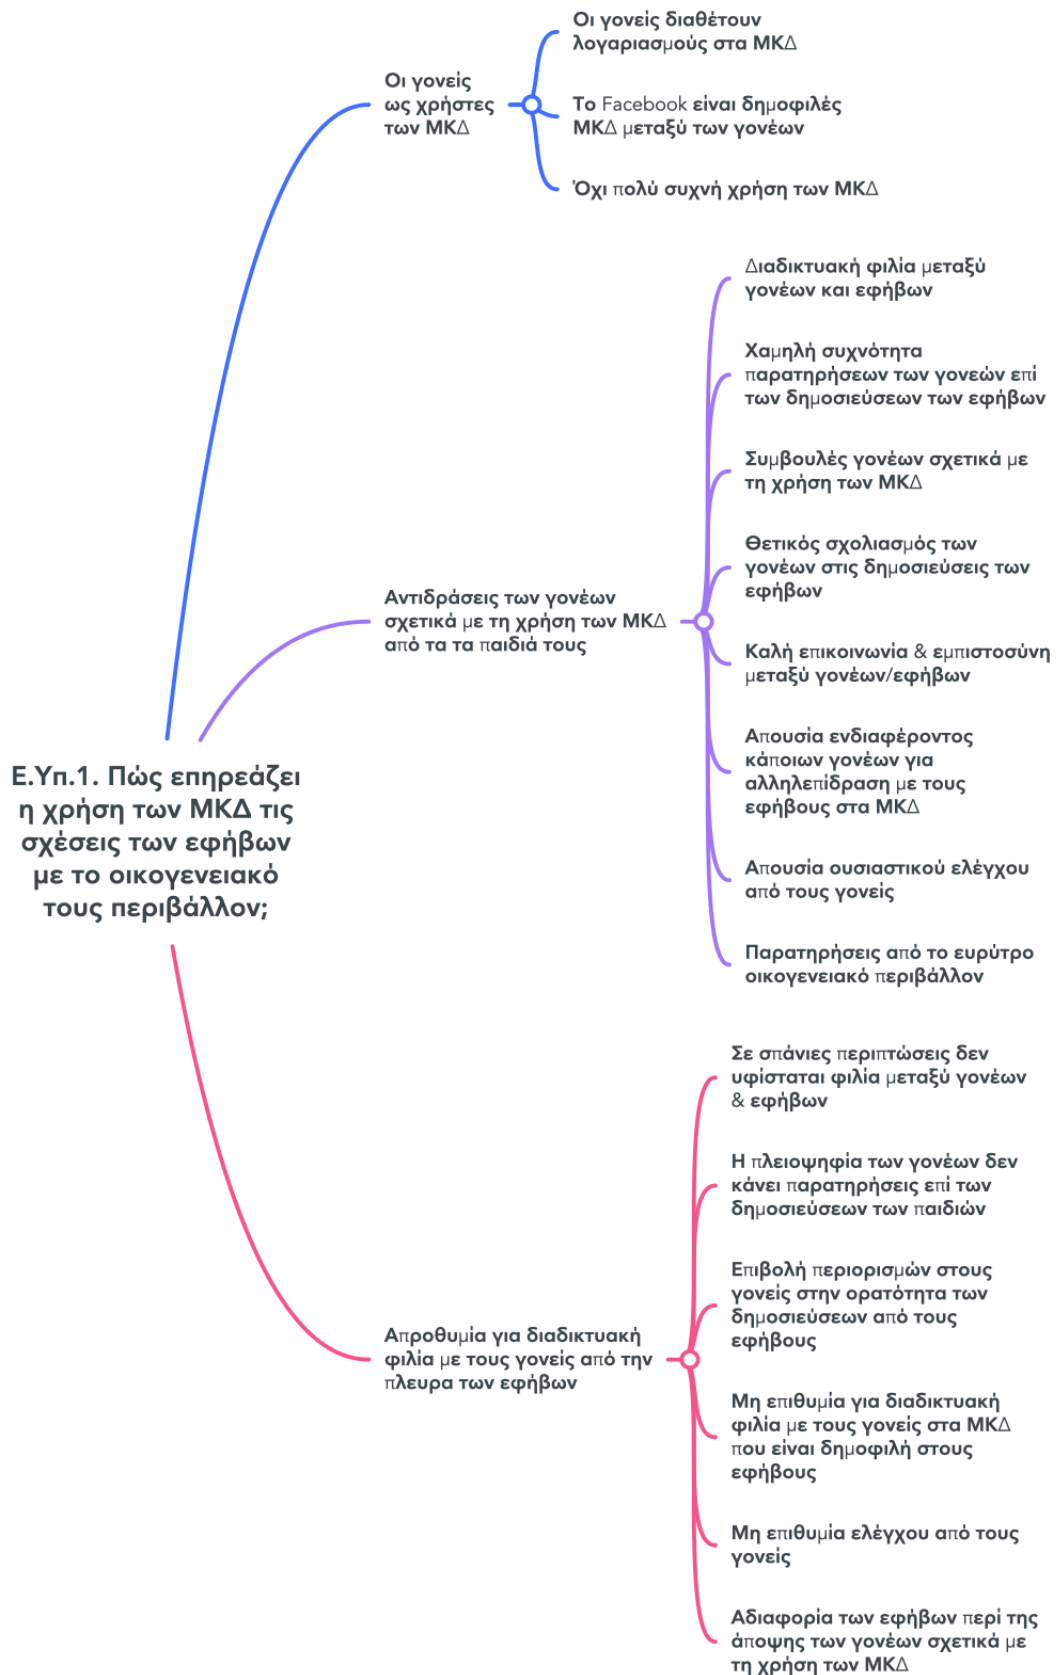 Οι γονείς διαθέτουν
λογαριασμούς στα ΜΚΔ
Οι γονείς
ως χρήστες
των ΜΚΔ
Το Facebook είναι δημοφιλές
ΜΚΔ μεταξύ των γονέων
Όχι πολύ συχνή χρήση των ΜΚΔ
Διαδικτυακή φιλία μεταξύ
γονέων και εφήβων
Χαμηλή συχνότητα
παρατηρήσεων των γονεών επί
των δημοσιεύσεων των εφήβων
Συμβουλές γονέων σχετικά με
τη χρήση των ΜΚΔ
Θετικός σχολιασμός των
γονέων στις δημοσιεύσεις των
εφήβων
Αντιδράσεις των γονέων
σχετικά με τη χρήση των ΜΚΔ
από τα τα παιδιά τους
Καλή επικοινωνία & εμπιστοσύνη
μεταξύ γονέων/εφήβων
Απουσία ενδιαφέροντος
κάποιων γονέων για
αλληλεπίδραση με τους
εφήβους στα ΜΚΔ
Απουσία ουσιαστικού ελέγχου
από τους γονείς
Παρατηρήσεις από το ευρύτρο
οικογενειακό περιβάλλον
Ε.Υπ.1. Πώς επηρεάζει
η χρήση των ΜΚΔ τις
σχέσεις των εφήβων
με το οικογενειακό
τους περιβάλλον;
Σε σπάνιες περιπτώσεις δεν
υφίσταται φιλία μεταξύ γονέων
& εφήβων
Η πλειοψηφία των γονέων δεν
κάνει παρατηρήσεις επί των
δημοσιεύσεων των παιδιών
Επιβολή περιορισμών στους
γονείς στην ορατότητα των
δημοσιεύσεων από τους
εφήβους
Απροθυμία για διαδικτυακή
φιλία με τους γονείς από την
πλευρα των εφήβων
Μη επιθυμία για διαδικτυακή
φιλία με τους γονείς στα ΜΚΔ
που είναι δημοφιλή στους
εφήβους
Μη επιθυμία ελέγχου από τους
γονείς
Αδιαφορία των εφήβων περί της
άποψης των γονέων σχετικά με
τη χρήση των ΜΚΔ